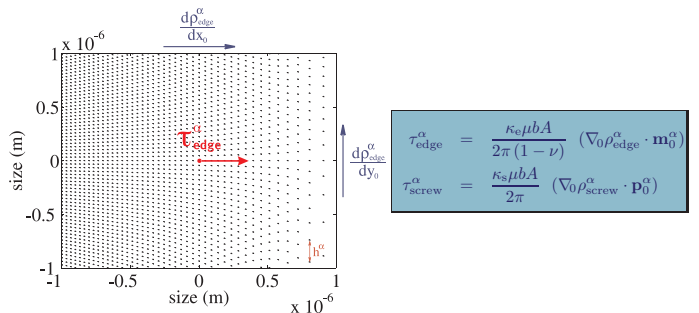 dρ^α_edge / dx_0
x 10^-6
1
0.5
0
-0.5
-1
size (m)
τ^α_edge
h^α
dρ^α_edge / dy_0
-1 -0.5 0 0.5 1
size (m)
x 10^-6
τ^α_edge = κ_e μbA / 2π (1 − ν) (∇_0 ρ^α_edge · m^α_0)
τ^α_screw = κ_s μbA / 2π (∇_0 ρ^α_screw · p^α_0)